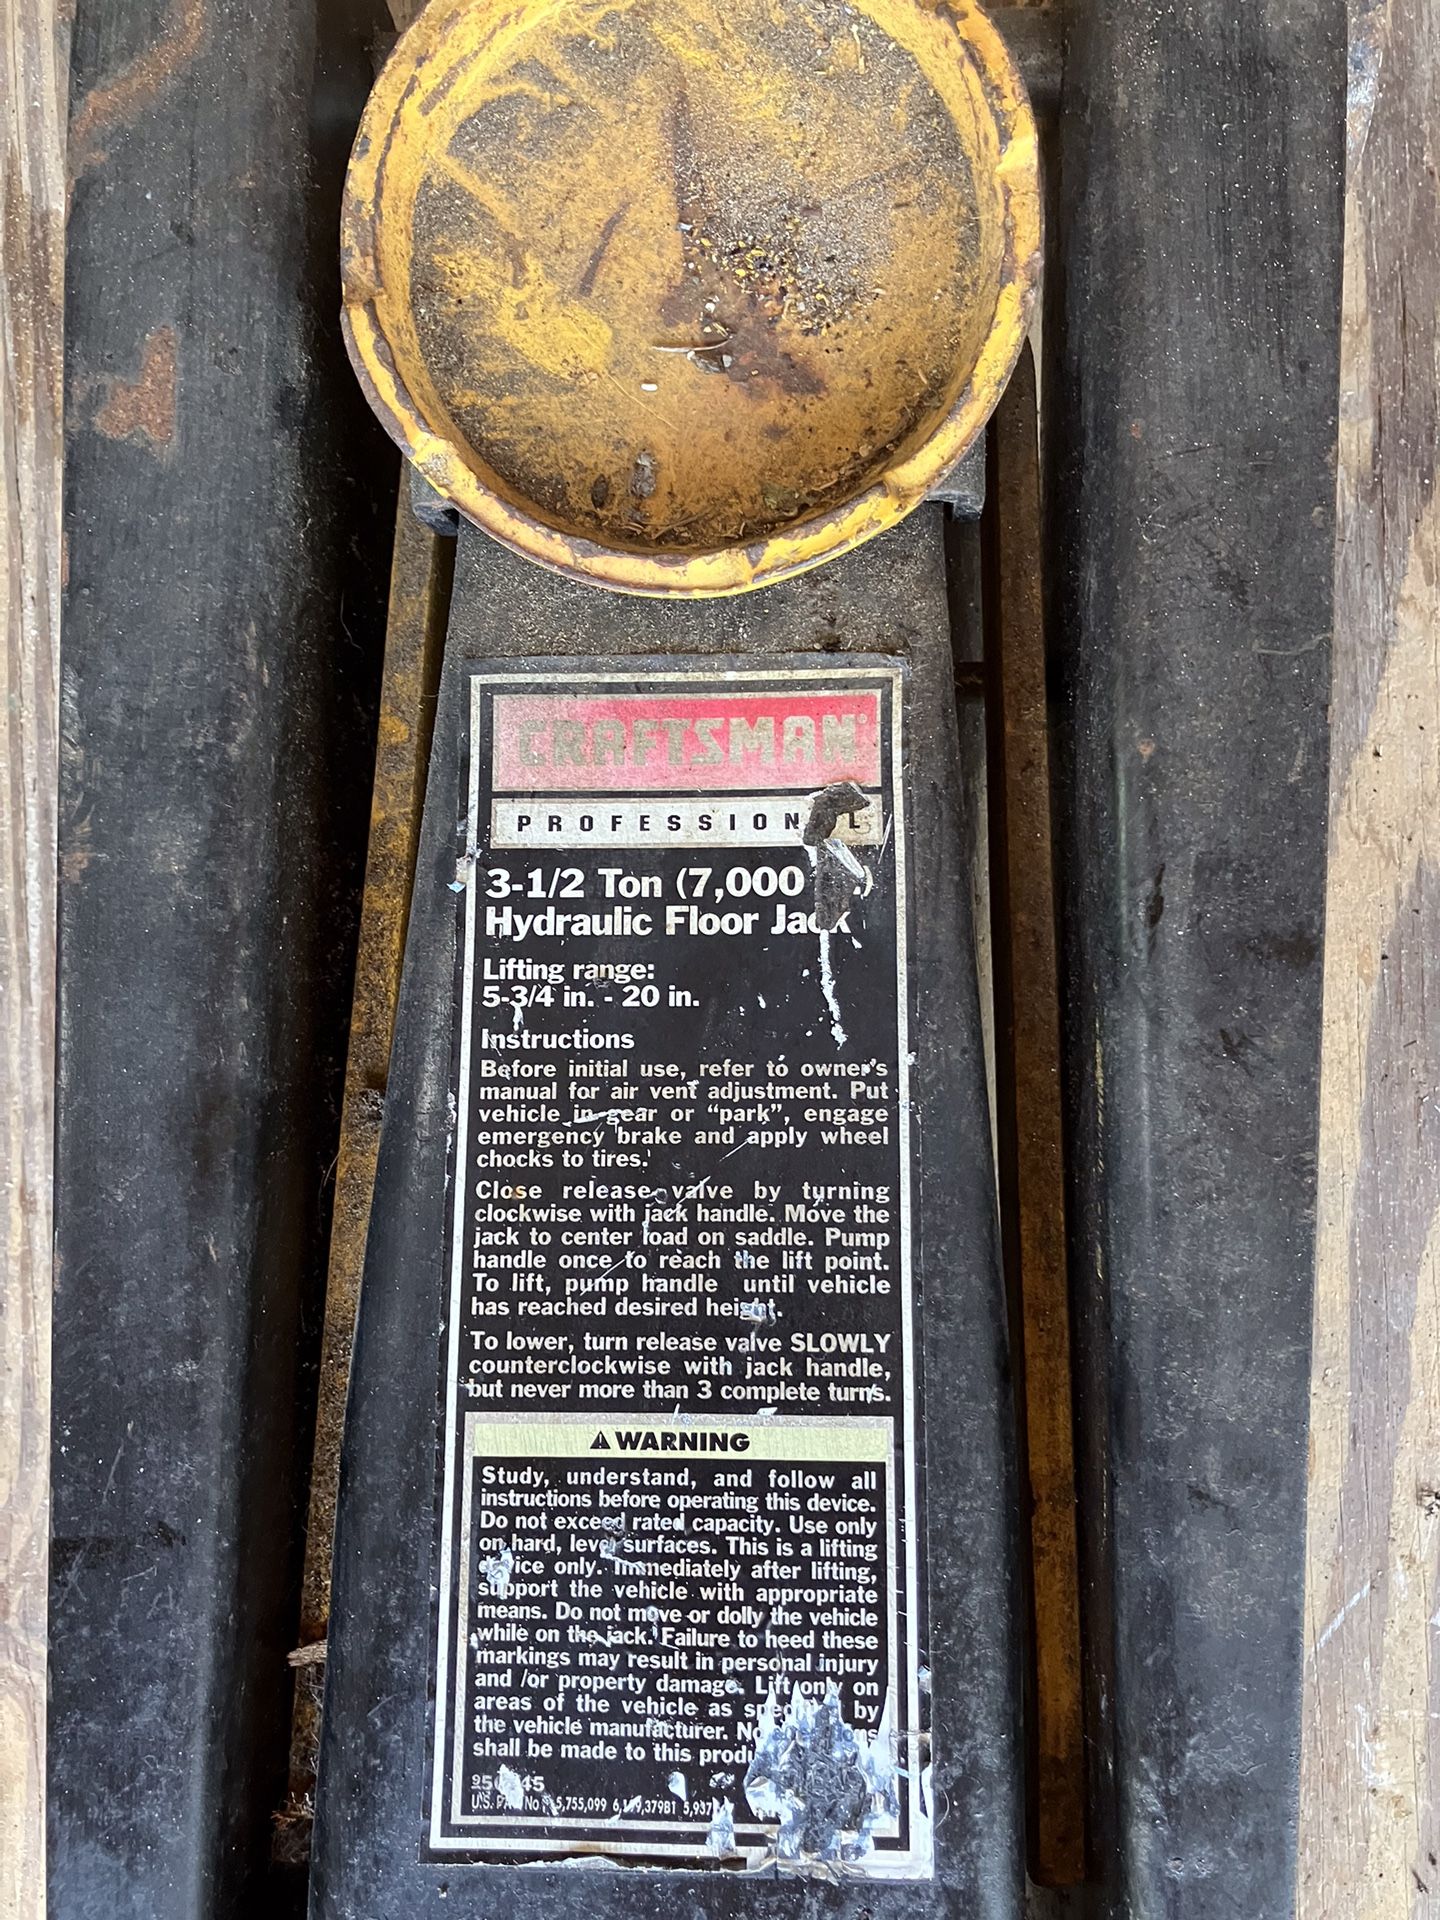 CRAFTSMAN®
PROFESSION L
3-1/2 Ton (7,000
Hydraulic Floor Jack
Lifting range:
5-3/4 in. - 20 in.
Instructions
Before initial use, refer to owner's
manual for air vent adjustment. Put
vehicle in gear or “park”, engage
emergency brake and apply wheel
chocks to tires.
Close release valve by turning
clockwise with jack handle. Move the
jack to center load on saddle. Pump
handle once to reach the lift point.
To lift, pump handle until vehicle
has reached desired height.
To lower, turn release valve SLOWLY
counterclockwise with jack handle,
but never more than 3 complete turns.
WARNING
Study, understand, and follow all
instructions before operating this device.
Do not exceed rated capacity. Use only
on hard, level surfaces. This is a lifting
device only. Immediately after lifting,
support the vehicle with appropriate
means. Do not move or dolly the vehicle
while on the jack. Failure to heed these
markings may result in personal injury
and /or property damage. Lift only on
areas of the vehicle as by
the vehicle manufacturer.
shall be made to this
U.S. 5,755,099